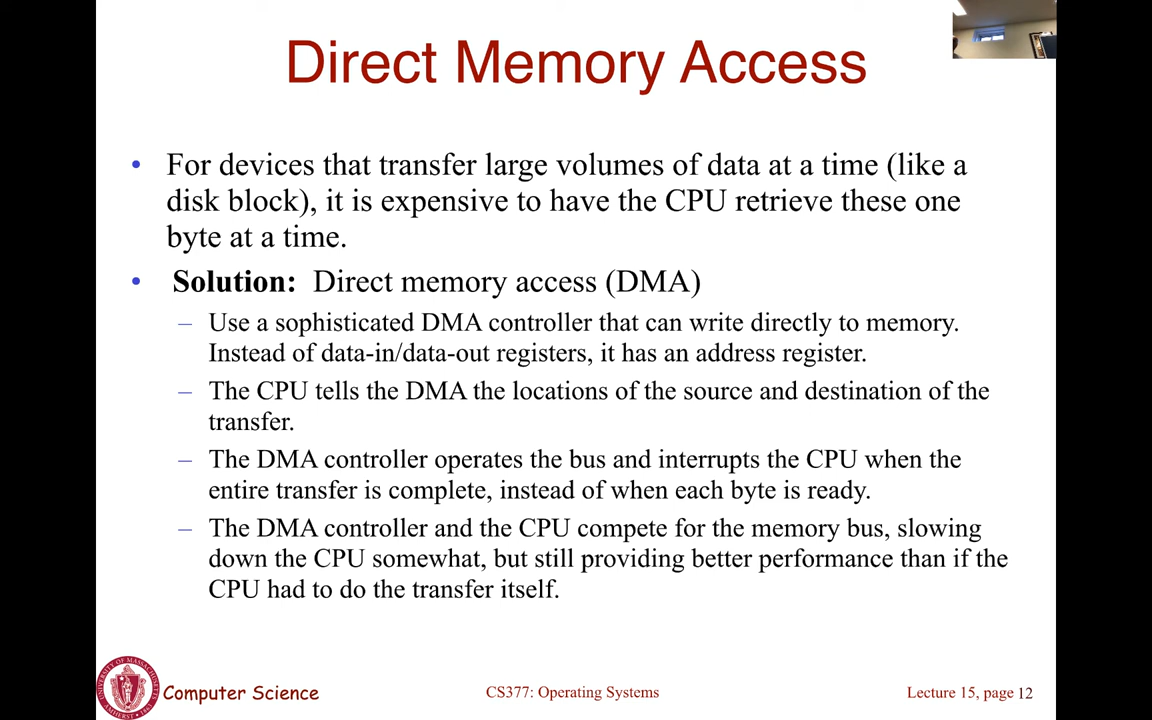 Direct Memory Access
• For devices that transfer large volumes of data at a time (like a
disk block), it is expensive to have the CPU retrieve these one
byte at a time.
• Solution: Direct memory access (DMA)
– Use a sophisticated DMA controller that can write directly to memory.
Instead of data-in/data-out registers, it has an address register.
– The CPU tells the DMA the locations of the source and destination of the
transfer.
– The DMA controller operates the bus and interrupts the CPU when the
entire transfer is complete, instead of when each byte is ready.
– The DMA controller and the CPU compete for the memory bus, slowing
down the CPU somewhat, but still providing better performance than if the
CPU had to do the transfer itself.
UNIVERSITY OF MASSACHUSETTS
AMHERST 1863
Computer Science
CS377: Operating Systems
Lecture 15, page 12